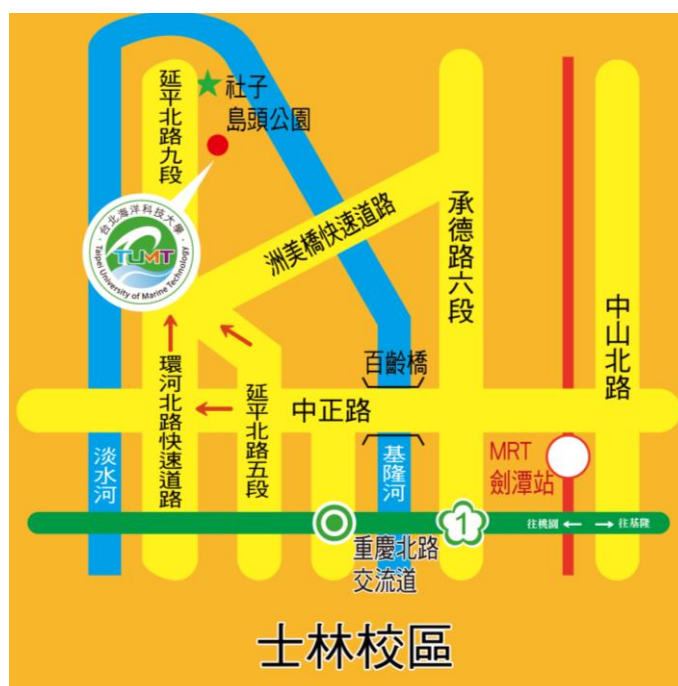 延平北路九段
社子
島頭公園
台北海洋科技大學
TUMT
Taipei University of Marine Technology
洲美橋快速道路
承德路六段
中山北路
百齡橋
環河北路快速道路
延平北路五段
中正路
淡水河
基隆河
MRT
劍潭站
1
往桃園 ← → 往基隆
重慶北路
交流道
士林校區